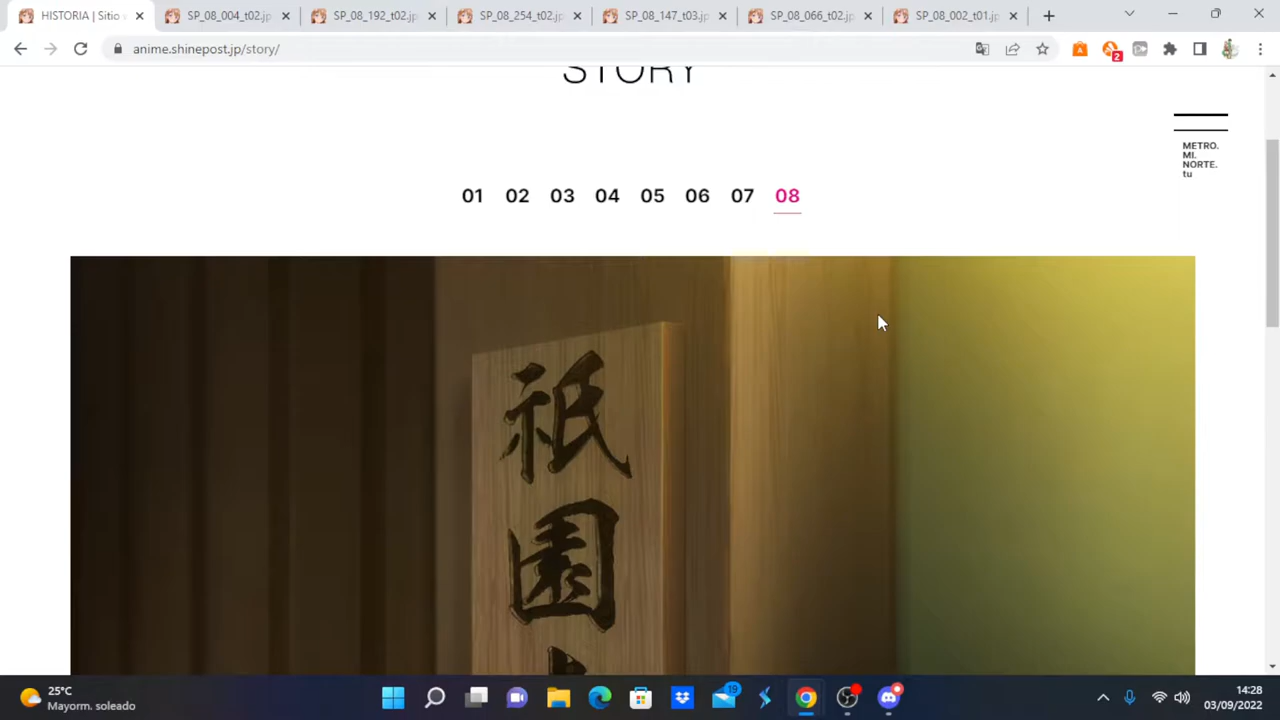 HISTORIA | Sitio
SP_08_004_t02.jp
SP_08_192_t02.jp
SP_08_254_t02.jp
SP_08_147_t03.jp
SP_08_066_t02.jp
SP_08_002_t01.jp
anime.shinepost.jp/story/
2
STORY
METRO.
MI.
NORTE.
tu
01 02 03 04 05 06 07 08
祇
園
25°C
Mayorm. soleado
19
14:28
03/09/2022